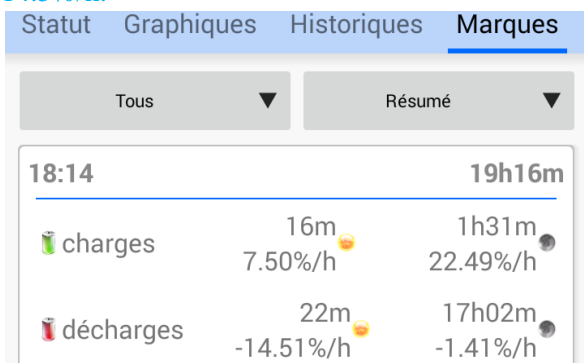 Statut Graphiques Historiques Marques
Tous ▼ Résumé ▼
18:14 19h16m
charges 16m 1h31m
7.50%/h 22.49%/h
décharges 22m 17h02m
-14.51%/h -1.41%/h